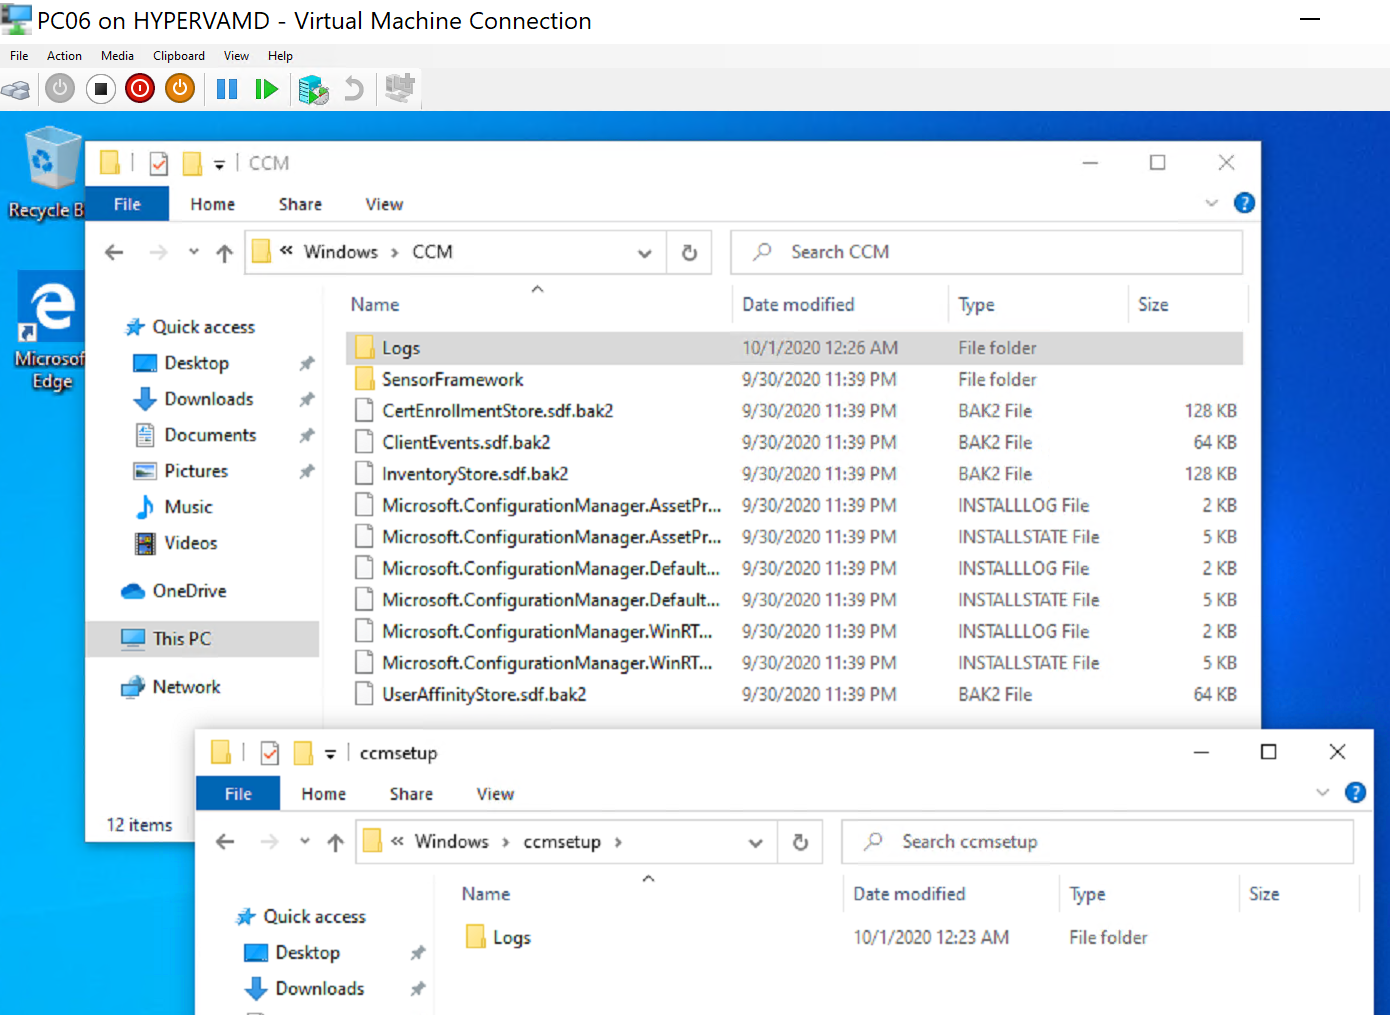 PC06 on HYPERVAMD - Virtual Machine Connection
File Action Media Clipboard View Help
CCM
Recycle B
File Home Share View
« Windows › CCM
Search CCM
Name Date modified Type Size
Quick access
Desktop
Downloads
Documents
Pictures
Music
Videos
OneDrive
This PC
Network
Microsof
Edge
Logs 10/1/2020 12:26 AM File folder
SensorFramework 9/30/2020 11:39 PM File folder
CertEnrollmentStore.sdf.bak2 9/30/2020 11:39 PM BAK2 File 128 KB
ClientEvents.sdf.bak2 9/30/2020 11:39 PM BAK2 File 64 KB
InventoryStore.sdf.bak2 9/30/2020 11:39 PM BAK2 File 128 KB
Microsoft.ConfigurationManager.AssetPr... 9/30/2020 11:39 PM INSTALLLOG File 2 KB
Microsoft.ConfigurationManager.AssetPr... 9/30/2020 11:39 PM INSTALLSTATE File 5 KB
Microsoft.ConfigurationManager.Default... 9/30/2020 11:39 PM INSTALLLOG File 2 KB
Microsoft.ConfigurationManager.Default... 9/30/2020 11:39 PM INSTALLSTATE File 5 KB
Microsoft.ConfigurationManager.WinRT... 9/30/2020 11:39 PM INSTALLLOG File 2 KB
Microsoft.ConfigurationManager.WinRT... 9/30/2020 11:39 PM INSTALLSTATE File 5 KB
UserAffinityStore.sdf.bak2 9/30/2020 11:39 PM BAK2 File 64 KB
12 items
ccmsetup
File Home Share View
« Windows › ccmsetup ›
Search ccmsetup
Name Date modified Type Size
Quick access
Desktop
Downloads
Logs 10/1/2020 12:23 AM File folder